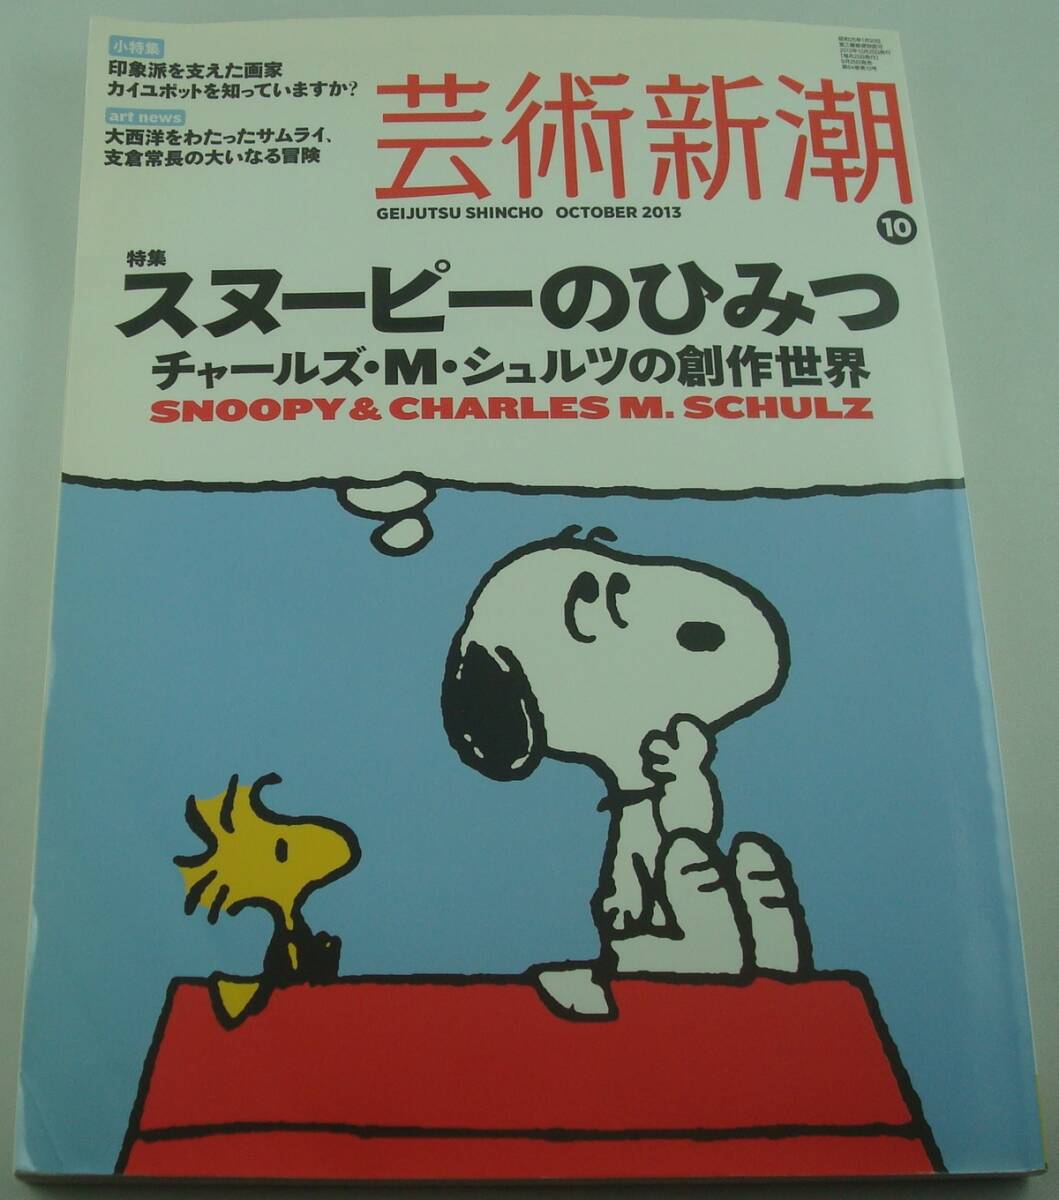 小特集
印象派を支えた画家
カイユボットを知っていますか?
art news
大西洋をわたったサムライ、
支倉常長の大いなる冒険
芸術新潮
GEIJUTSU SHINCHO OCTOBER 2013
10
特集
スヌーピーのひみつ
チャールズ・M・シュルツの創作世界
SNOOPY & CHARLES M. SCHULZ